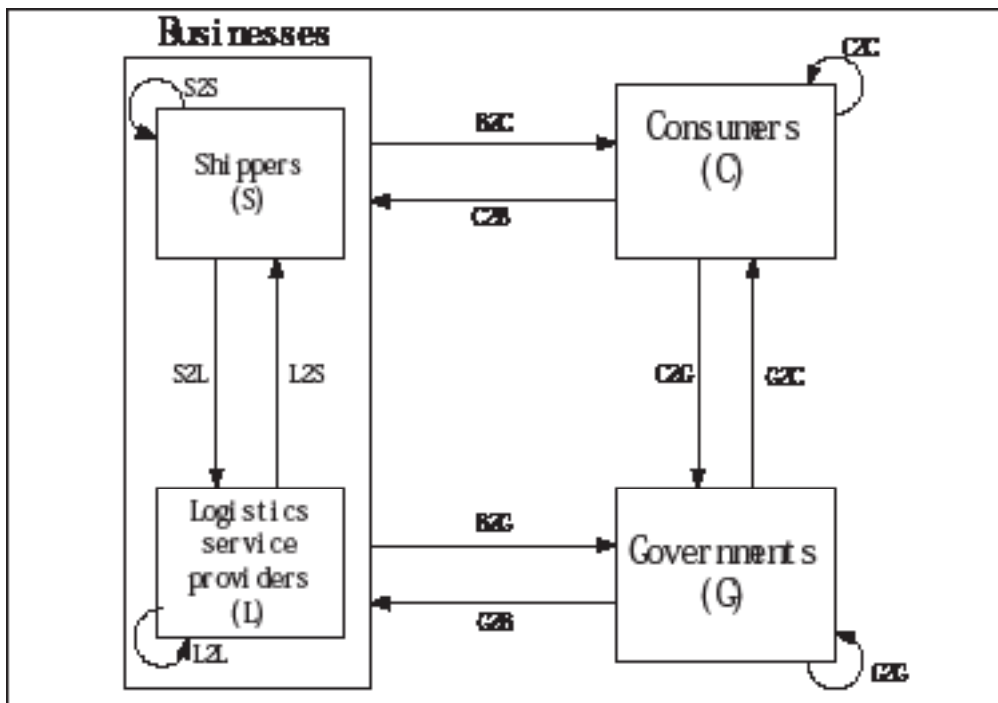 Businesses
C2C
S2S
B2C
Consumers
(C)
Shippers
(S)
C2B
S2L
L2S
C2G
G2C
Logistics
service
providers
(L)
B2G
Governments
(G)
G2B
L2L
G2G